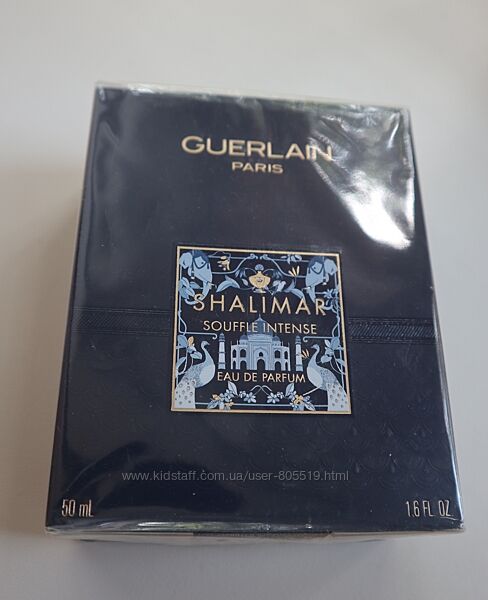 GUERLAIN
PARIS
SHALIMAR
SOUFFLE INTENSE
EAU DE PARFUM
www.kidstaff.com.ua/user-805519.html
50 mL
1.6 FL. OZ.